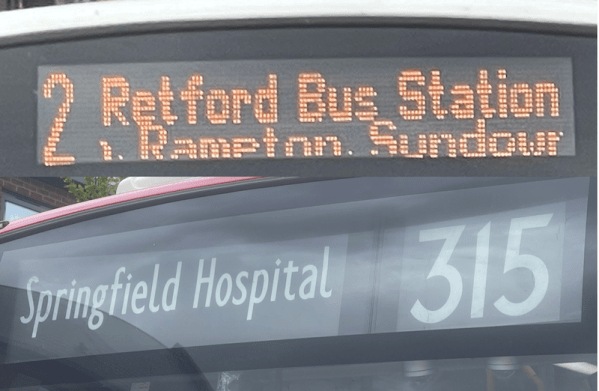 2 Retford Bus Station
v. Rampton. Sundown
Springfield Hospital 315